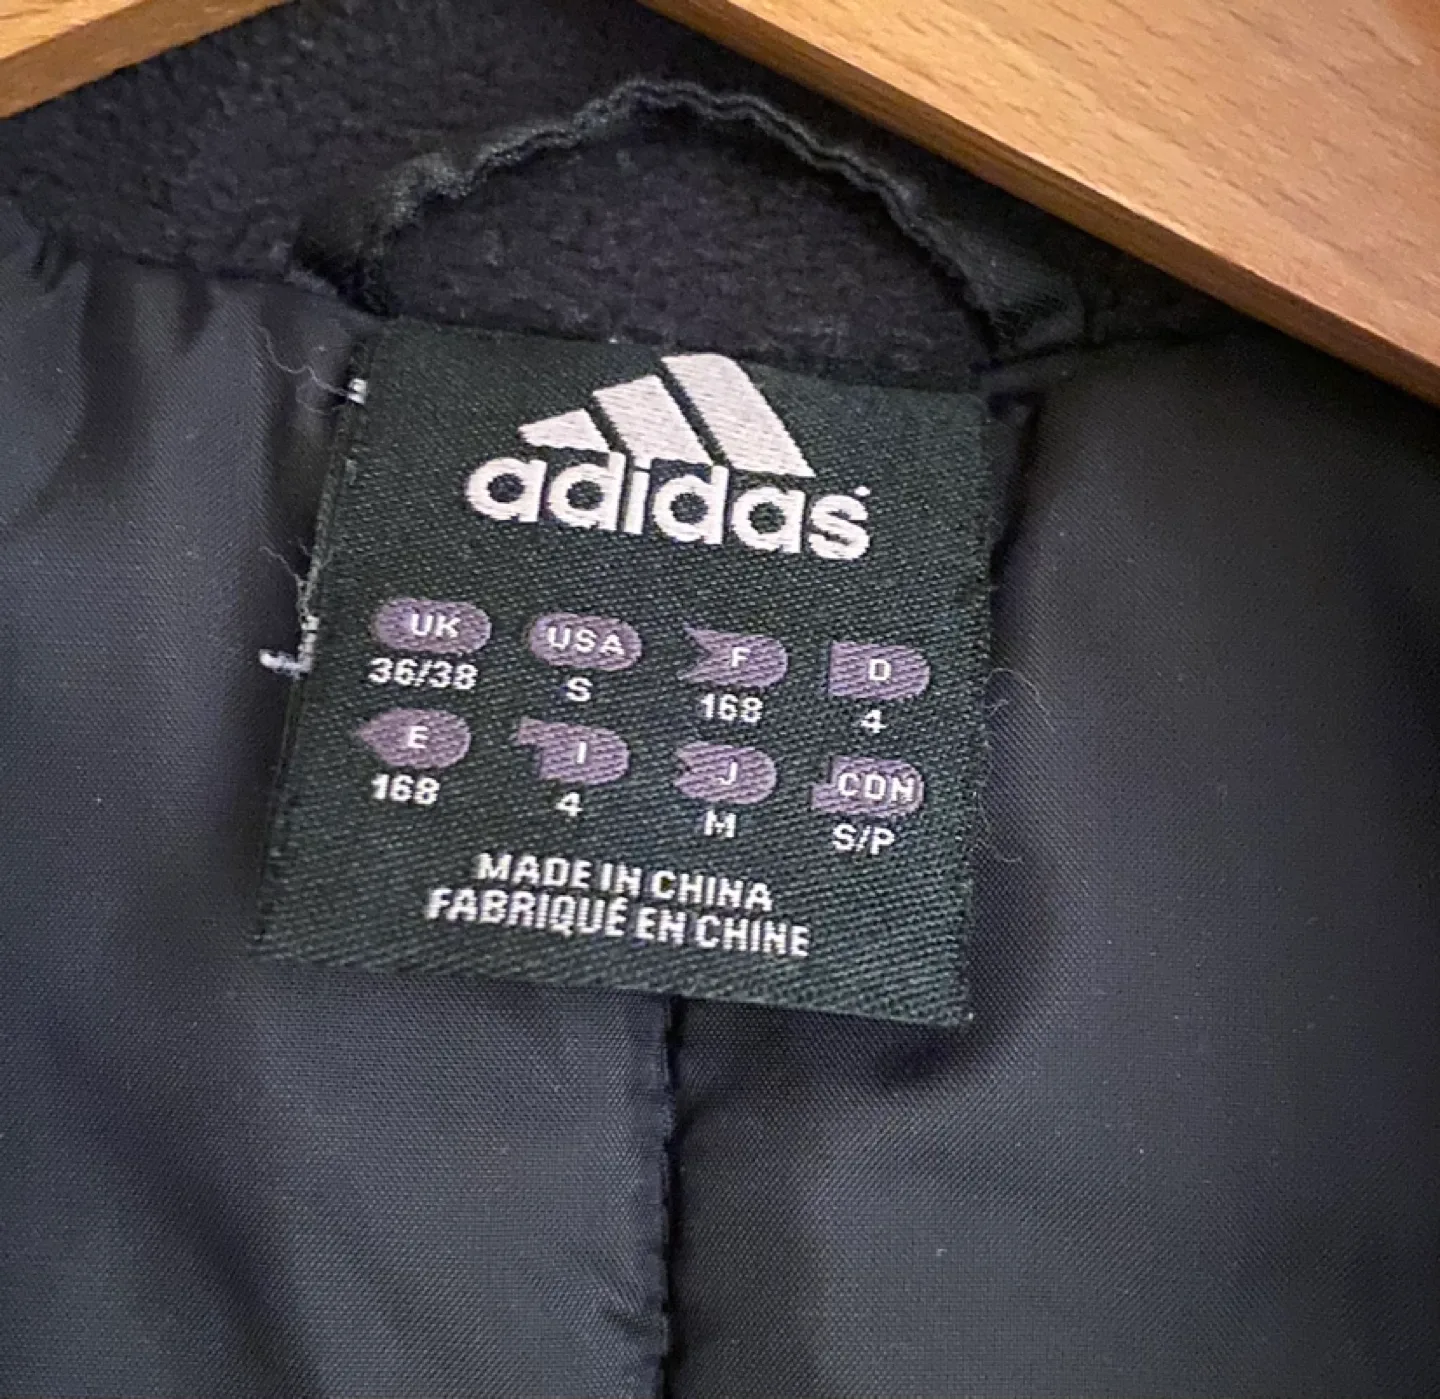 adidas
UK USA F D
36/38 S 168 4
E I J CDN
168 4 M S/P
MADE IN CHINA
FABRIQUÉ EN CHINE